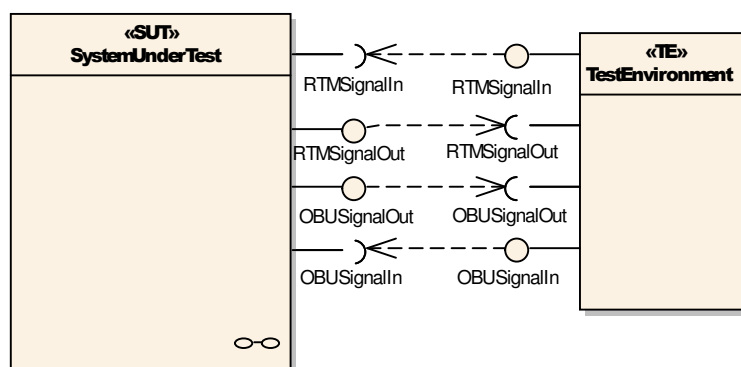 «SUT»
SystemUnderTest
«TE»
TestEnvironment
RTMSignalIn
RTMSignalIn
RTMSignalOut
RTMSignalOut
OBUSignalOut
OBUSignalOut
OBUSignalIn
OBUSignalIn